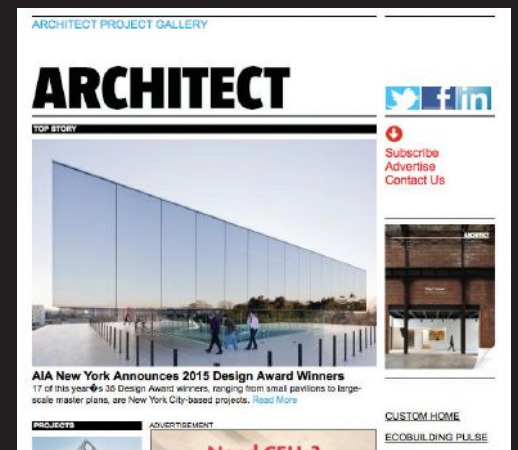 ARCHITECT PROJECT GALLERY
ARCHITECT
TOP STORY
Subscribe
Advertise
Contact Us
ARCHITECT
AIA New York Announces 2015 Design Award Winners
17 of this year�s 35 Design Award winners, ranging from small pavilions to large-
scale master plans, are New York City-based projects. Read More
PROJECTS
ADVERTISEMENT
CUSTOM HOME
ECOBUILDING PULSE